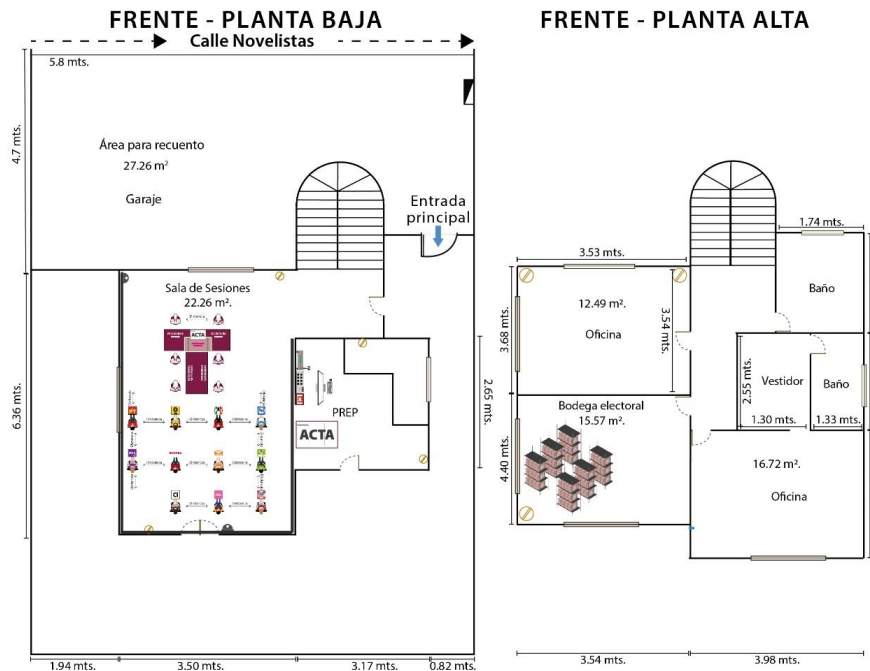 FRENTE - PLANTA BAJA
Calle Novelistas
5.8 mts.
4.7 mts.
Área para recuento
27.26 m²
Garaje
Entrada
principal
Sala de Sesiones
22.26 m².
ACTA
6.36 mts.
2.65 mts.
PREP
ACTA
CI
1.94 mts.
3.50 mts.
3.17 mts.
0.82 mts.
FRENTE - PLANTA ALTA
1.74 mts.
3.53 mts.
Baño
12.49 m².
Oficina
3.54 mts.
3.68 mts.
2.55 mts.
Vestidor
Baño
1.30 mts.
1.33 mts.
Bodega electoral
15.57 m².
4.40 mts.
16.72 m².
Oficina
3.54 mts.
3.98 mts.